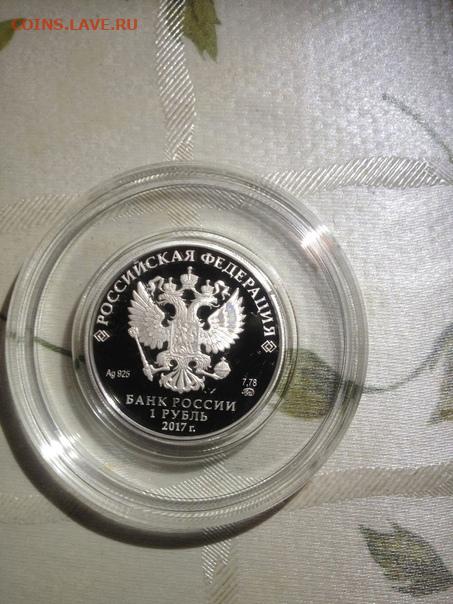 COINS.LAVE.RU
РОССИЙСКАЯ ФЕДЕРАЦИЯ
Ag 925
7,78
БАНК РОССИИ
1 РУБЛЬ
2017 г.